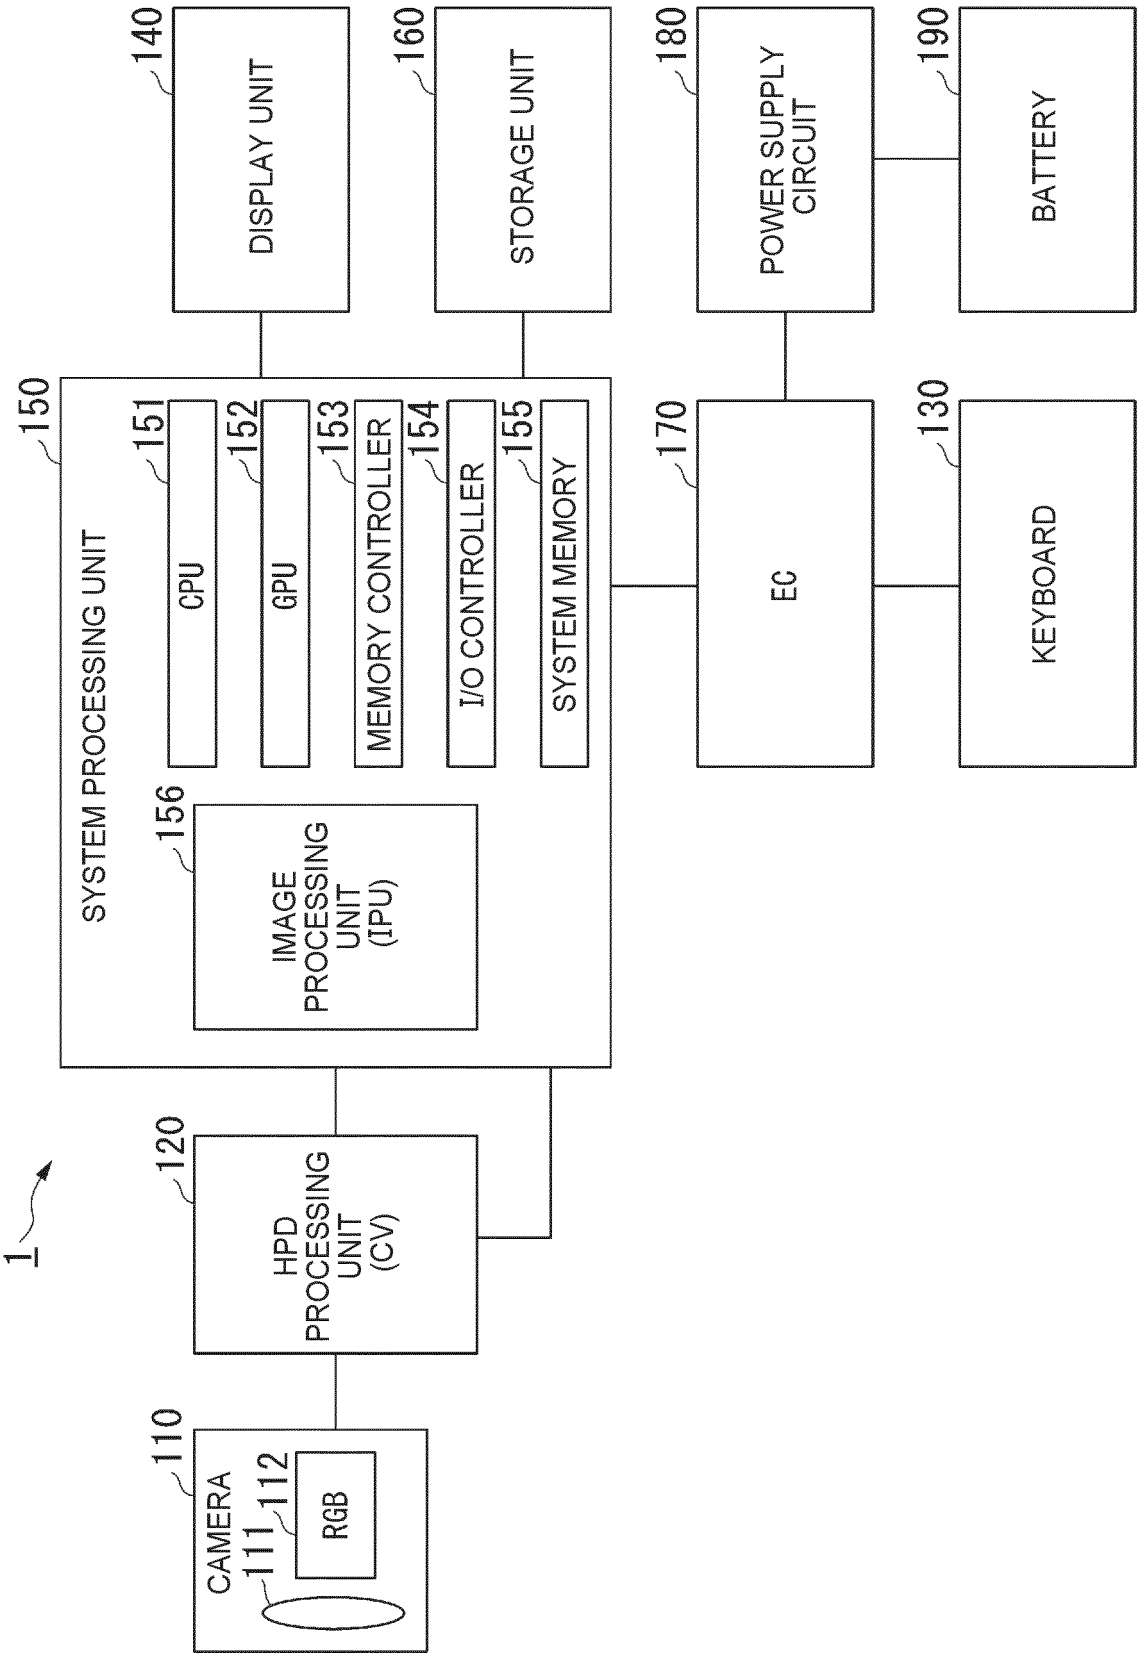 1
110
CAMERA
111
112
RGB
120
HPD
PROCESSING
UNIT
(CV)
150
SYSTEM PROCESSING UNIT
156
IMAGE
PROCESSING
UNIT
(IPU)
151
CPU
152
GPU
153
MEMORY CONTROLLER
154
I/O CONTROLLER
155
SYSTEM MEMORY
140
DISPLAY UNIT
160
STORAGE UNIT
170
EC
180
POWER SUPPLY
CIRCUIT
130
KEYBOARD
190
BATTERY